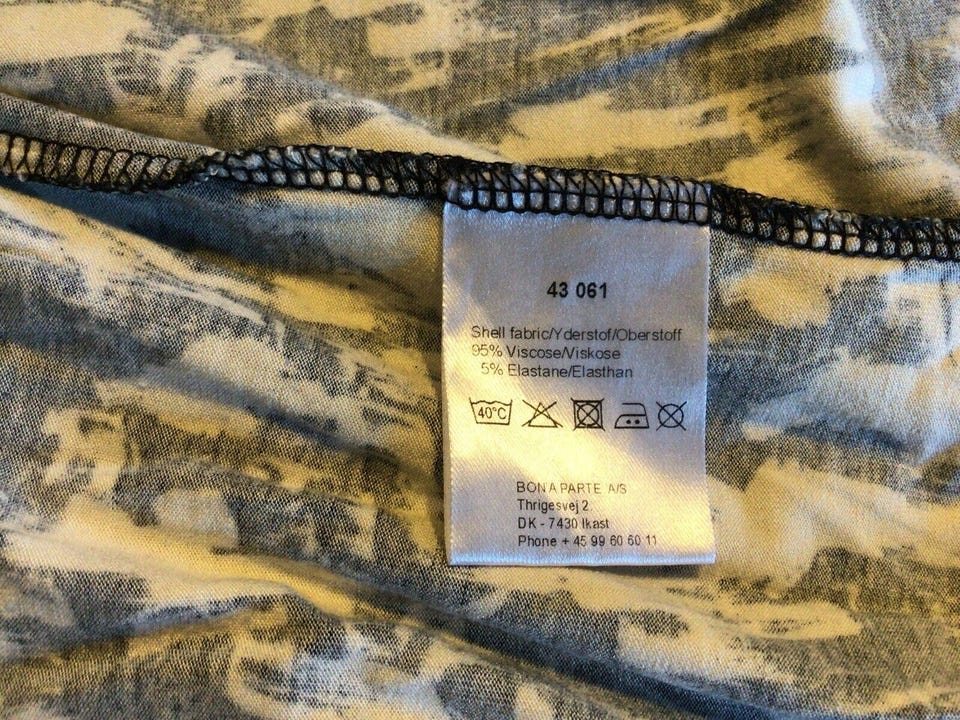 43 061
Shell fabric/Yderstof/Oberstoff
95% Viscose/Viskose
5% Elastane/Elasthan
40°C
BON A PARTE A/S
Thrigesvej 2
DK - 7430 Ikast
Phone + 45 99 60 60 11